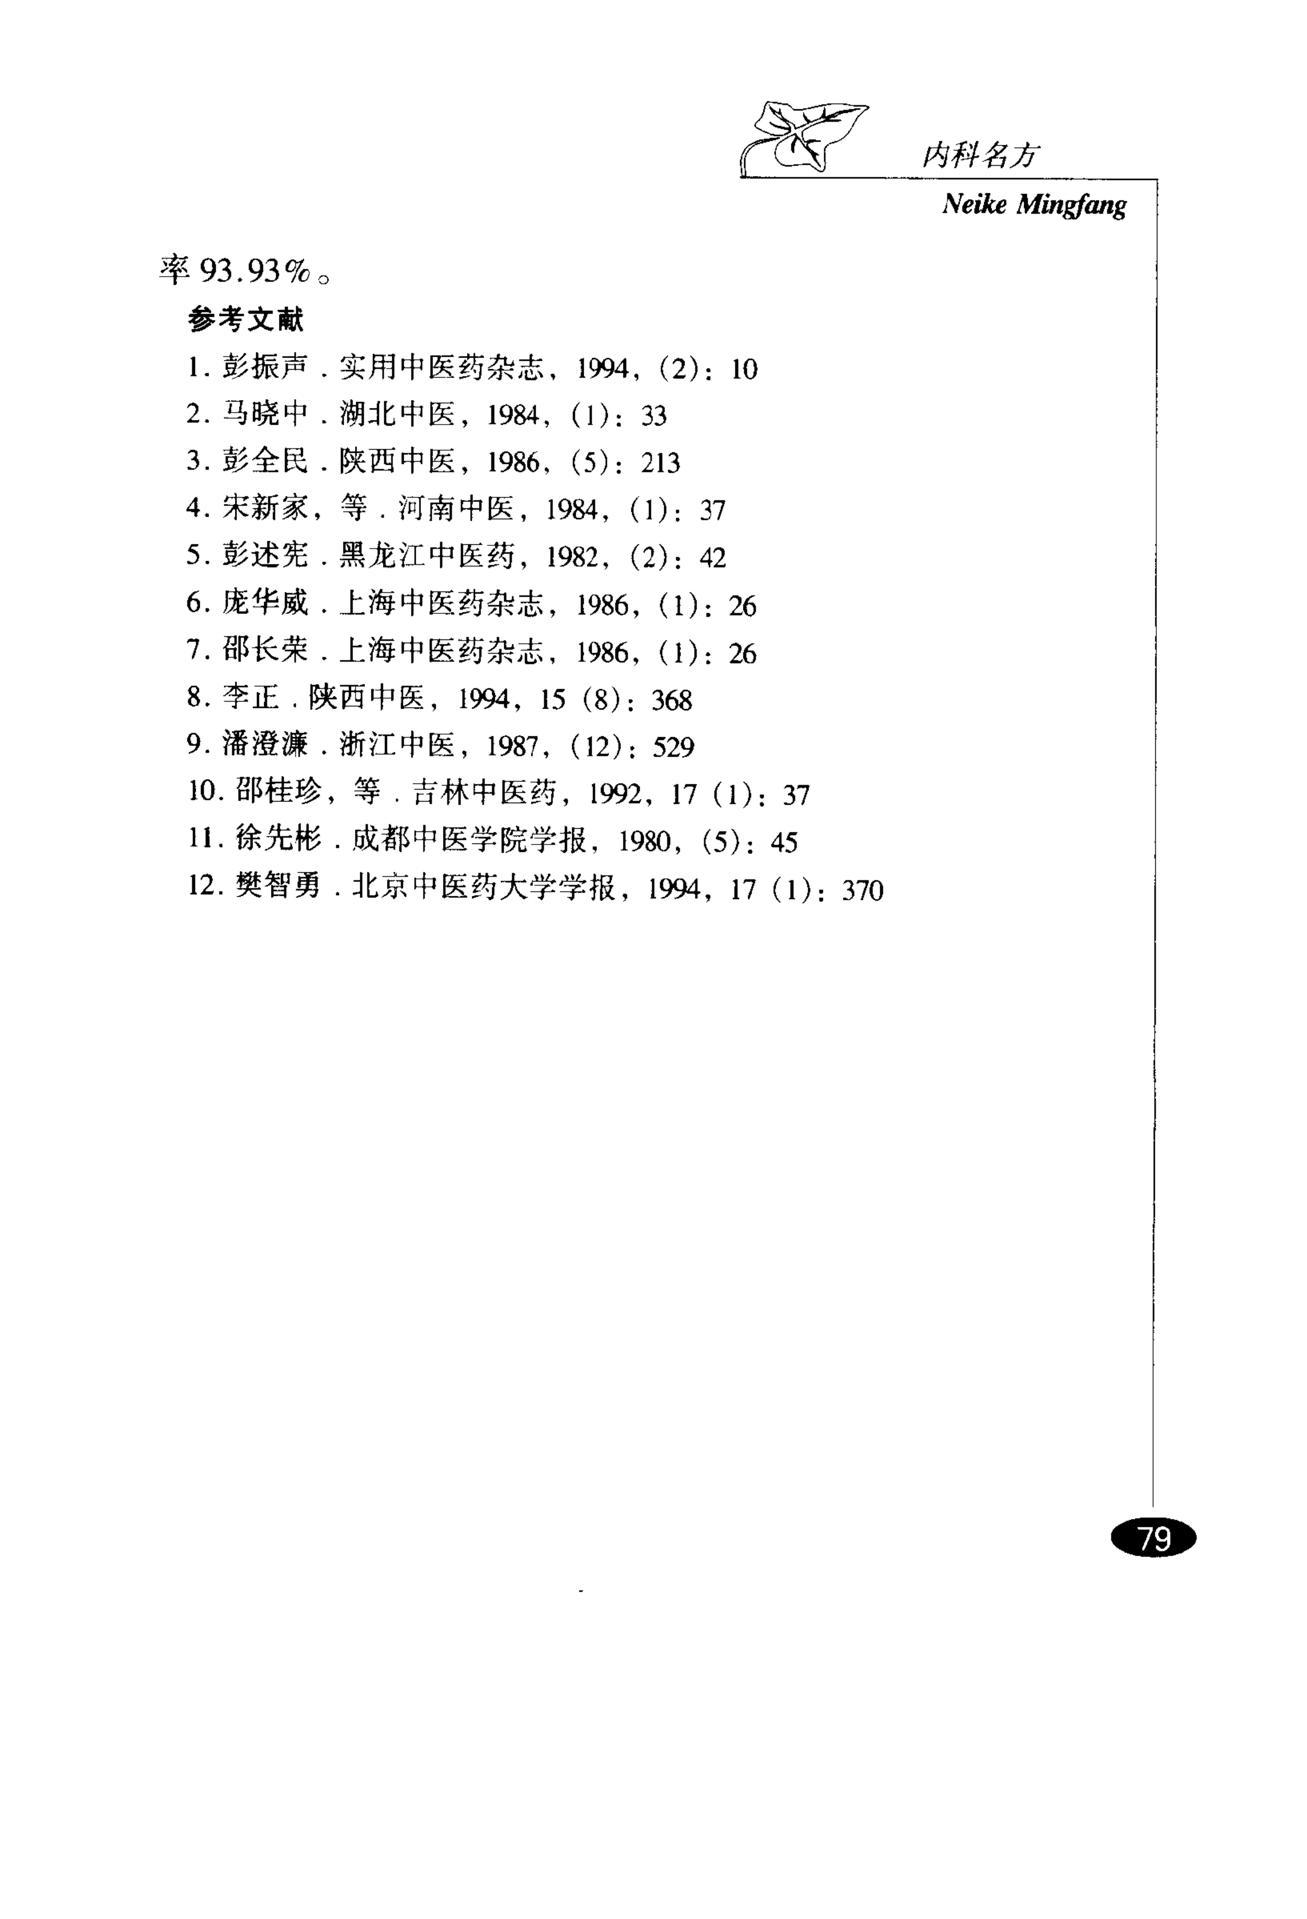 内科名方
Neike Mingfang
率93.93%。
参考文献
1. 彭振声．实用中医药杂志，1994，(2)：10
2. 马晓中．湖北中医，1984，(1)：33
3. 彭全民．陕西中医，1986，(5)：213
4. 宋新家，等．河南中医，1984，(1)：37
5. 彭述宪．黑龙江中医药，1982，(2)：42
6. 庞华威．上海中医药杂志，1986，(1)：26
7. 邵长荣．上海中医药杂志，1986，(1)：26
8. 李正．陕西中医，1994，15 (8)：368
9. 潘澄濂．浙江中医，1987，(12)：529
10. 邵桂珍，等．吉林中医药，1992，17 (1)：37
11. 徐先彬．成都中医学院学报，1980，(5)：45
12. 樊智勇．北京中医药大学学报，1994，17 (1)：370
79